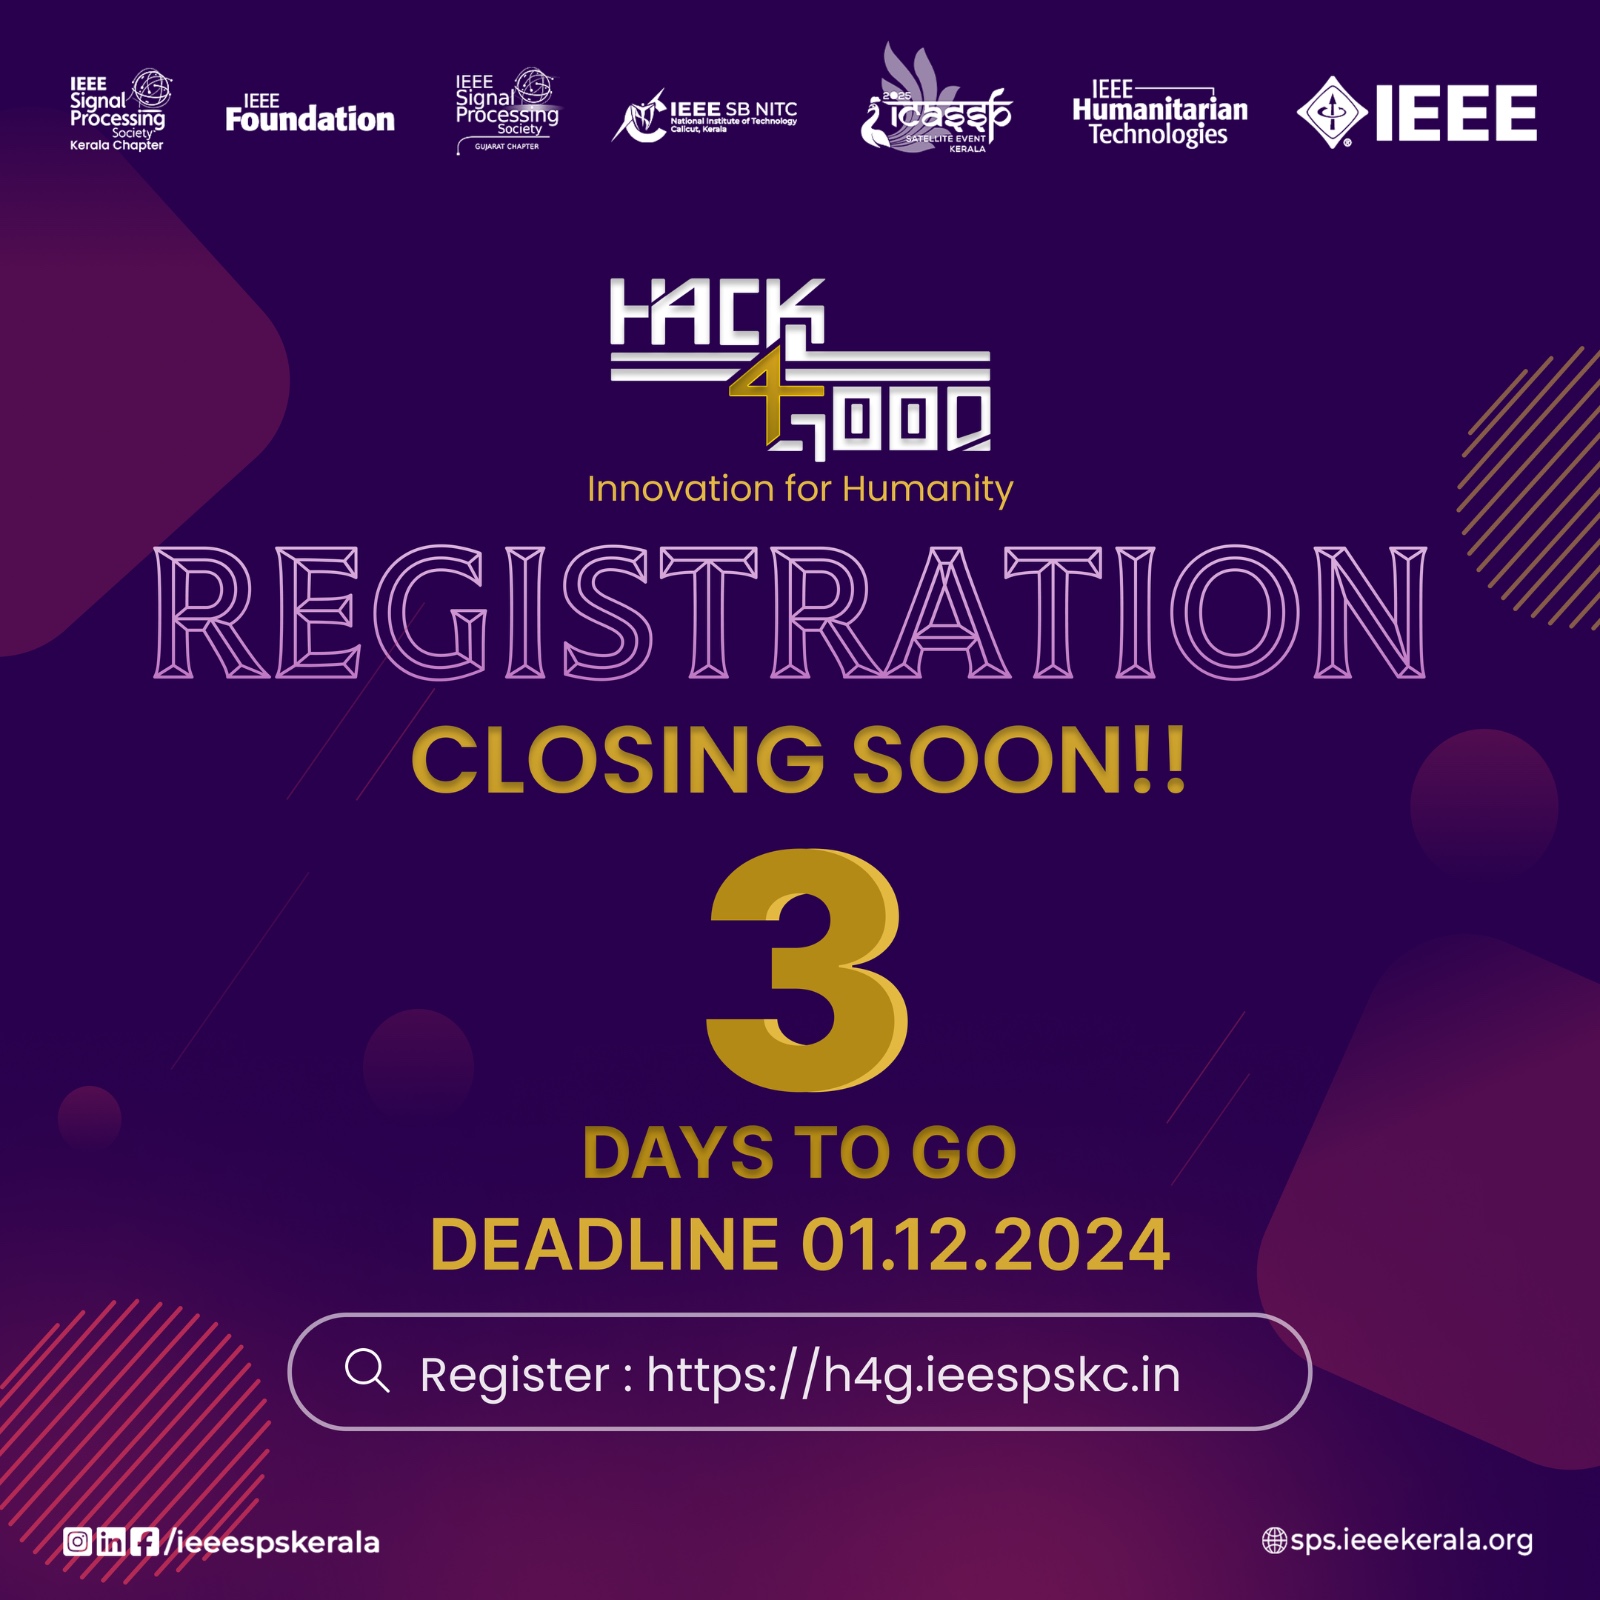 IEEE
Signal
Processing
Society
Kerala Chapter
IEEE
Foundation
IEEE
Signal
Processing
Society
GUJARAT CHAPTER
IEEE SB NITC
National Institute of Technology
Calicut, Kerala
2025
icassp
SATELLITE EVENT
KERALA
IEEE
Humanitarian
Technologies
IEEE
HACK
4
GOOD
Innovation for Humanity
REGISTRATION
CLOSING SOON!!
3
DAYS TO GO
DEADLINE 01.12.2024
Register : https://h4g.ieespskc.in
/ieeespskerala
sps.ieeekerala.org